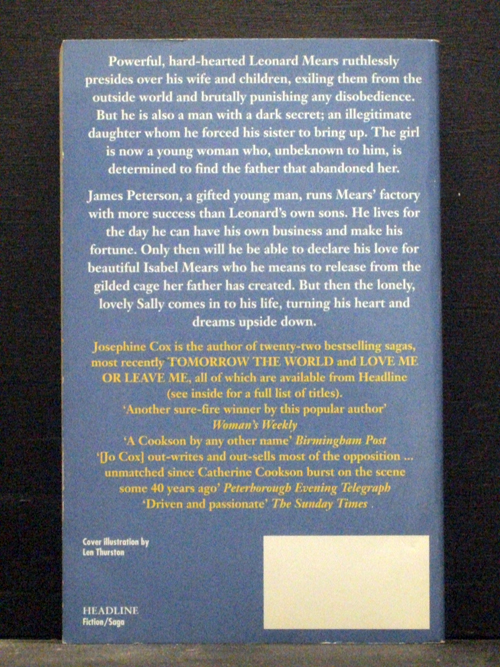 Powerful, hard-hearted Leonard Mears ruthlessly
presides over his wife and children, exiling them from the
outside world and brutally punishing any disobedience.
But he is also a man with a dark secret; an illegitimate
daughter whom he forced his sister to bring up. The girl
is now a young woman who, unbeknown to him, is
determined to find the father that abandoned her.
James Peterson, a gifted young man, runs Mears' factory
with more success than Leonard's own sons. He lives for
the day he can have his own business and make his
fortune. Only then will he be able to declare his love for
beautiful Isabel Mears who he means to release from the
gilded cage her father has created. But then the lonely,
lovely Sally comes in to his life, turning his heart and
dreams upside down.
Josephine Cox is the author of twenty-two bestselling sagas,
most recently TOMORROW THE WORLD and LOVE ME
OR LEAVE ME, all of which are available from Headline
(see inside for a full list of titles).
'Another sure-fire winner by this popular author'
Woman's Weekly
'A Cookson by any other name' Birmingham Post
'[Jo Cox] out-writes and out-sells most of the opposition ...
unmatched since Catherine Cookson burst on the scene
some 40 years ago' Peterborough Evening Telegraph
'Driven and passionate' The Sunday Times
Cover illustration by
Len Thurston
HEADLINE
Fiction/Saga